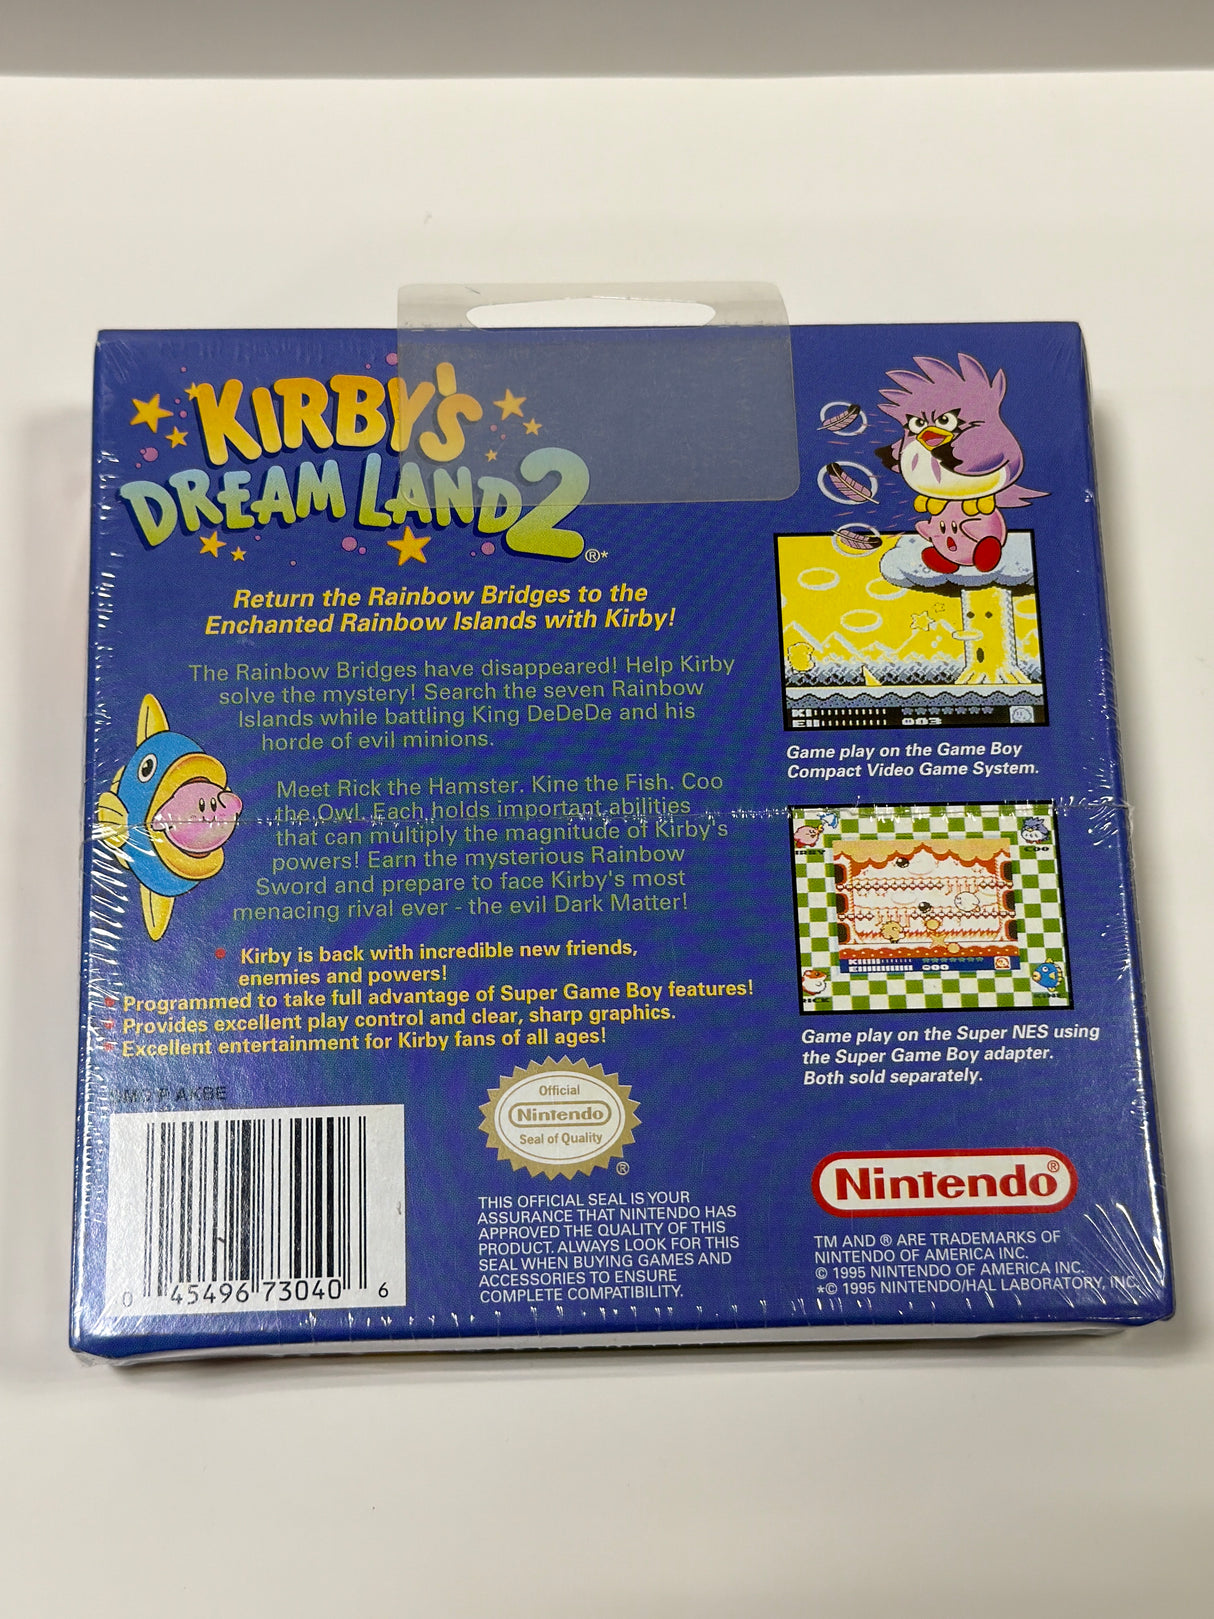 KIRBY'S
DREAM LAND 2
®*
Return the Rainbow Bridges to the
Enchanted Rainbow Islands with Kirby!
The Rainbow Bridges have disappeared! Help Kirby
solve the mystery! Search the seven Rainbow
Islands while battling King DeDeDe and his
horde of evil minions.
Meet Rick the Hamster. Kine the Fish. Coo
the Owl. Each holds important abilities
that can multiply the magnitude of Kirby's
powers! Earn the mysterious Rainbow
Sword and prepare to face Kirby's most
menacing rival ever - the evil Dark Matter!
Kirby is back with incredible new friends,
enemies and powers!
Programmed to take full advantage of Super Game Boy features!
Provides excellent play control and clear, sharp graphics.
Excellent entertainment for Kirby fans of all ages!
003
Game play on the Game Boy
Compact Video Game System.
COO
KINE
000
Game play on the Super NES using
the Super Game Boy adapter.
Both sold separately.
AKBE
0 45496 73040 6
Official
Nintendo
Seal of Quality
®
THIS OFFICIAL SEAL IS YOUR
ASSURANCE THAT NINTENDO HAS
APPROVED THE QUALITY OF THIS
PRODUCT. ALWAYS LOOK FOR THIS
SEAL WHEN BUYING GAMES AND
ACCESSORIES TO ENSURE
COMPLETE COMPATIBILITY.
Nintendo®
TM AND ® ARE TRADEMARKS OF
NINTENDO OF AMERICA INC.
© 1995 NINTENDO OF AMERICA INC.
*© 1995 NINTENDO/HAL LABORATORY, INC.